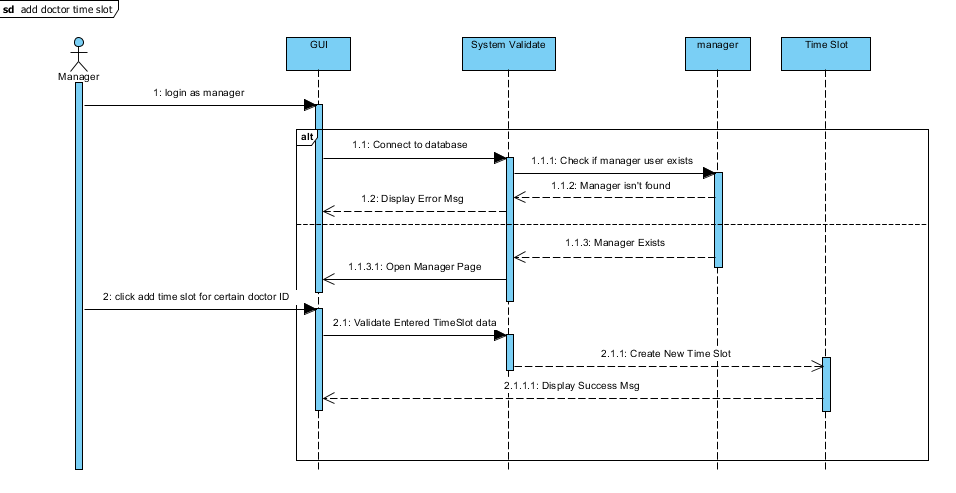 sd add doctor time slot
GUI
System Validate
manager
Time Slot
Manager
1: login as manager
alt
1.1: Connect to database
1.1.1: Check if manager user exists
1.1.2: Manager isn't found
1.2: Display Error Msg
1.1.3: Manager Exists
1.1.3.1: Open Manager Page
2: click add time slot for certain doctor ID
2.1: Validate Entered TimeSlot data
2.1.1: Create New Time Slot
2.1.1.1: Display Success Msg